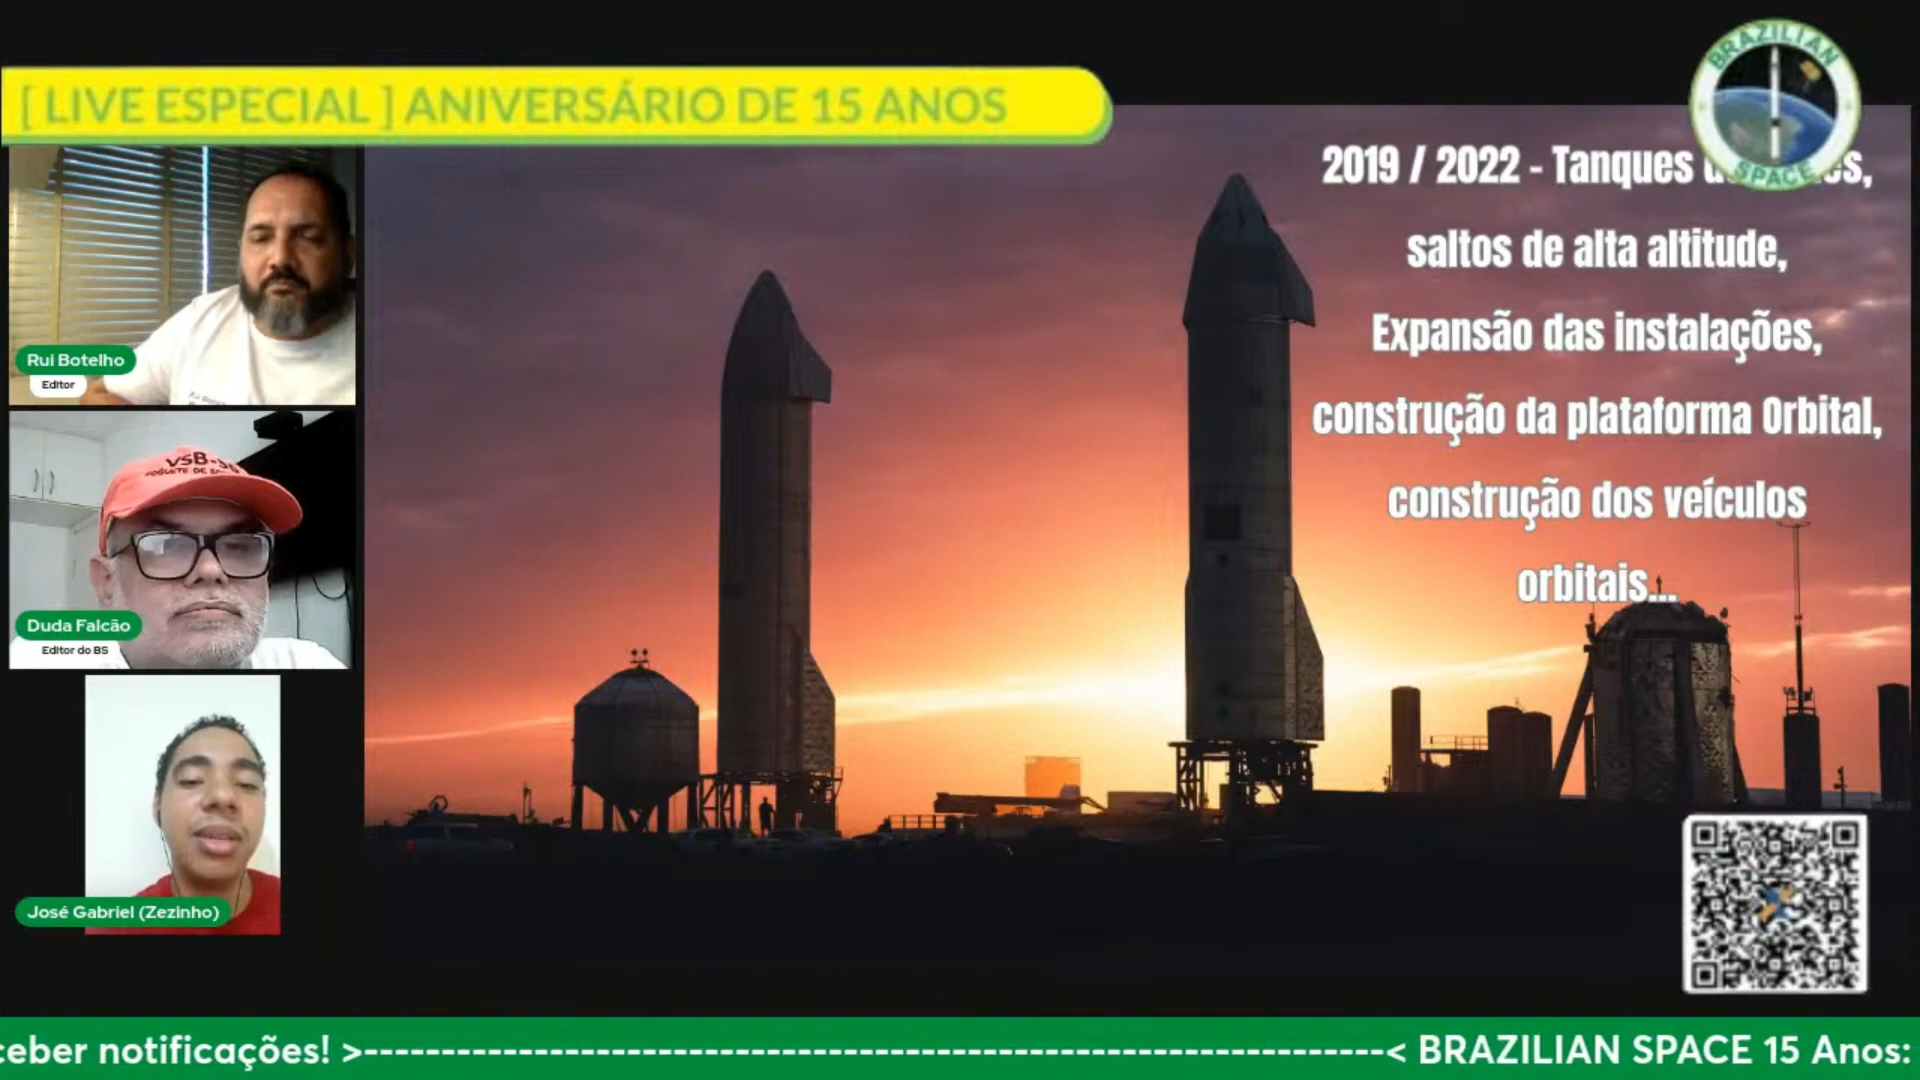 [ LIVE ESPECIAL ] ANIVERSÁRIO DE 15 ANOS
BRAZILIAN
SPACE
2019 / 2022 - Tanques
saltos de alta altitude,
Expansão das instalações,
construção da plataforma Orbital,
construção dos veículos
orbitais...
Rui Botelho
Editor
VSB-30
FOGUETE DE
Duda Falcão
Editor do BS
José Gabriel (Zezinho)
ceber notificações! >------------------------------------------------------------------< BRAZILIAN SPACE 15 Anos: